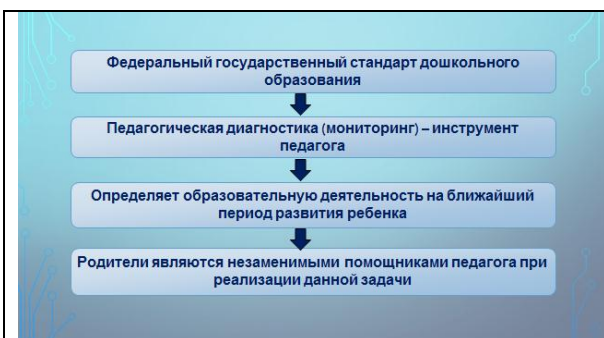 Федеральный государственный стандарт дошкольного
образования
Педагогическая диагностика (мониторинг) – инструмент
педагога
Определяет образовательную деятельность на ближайший
период развития ребенка
Родители являются незаменимыми помощниками педагога при
реализации данной задачи